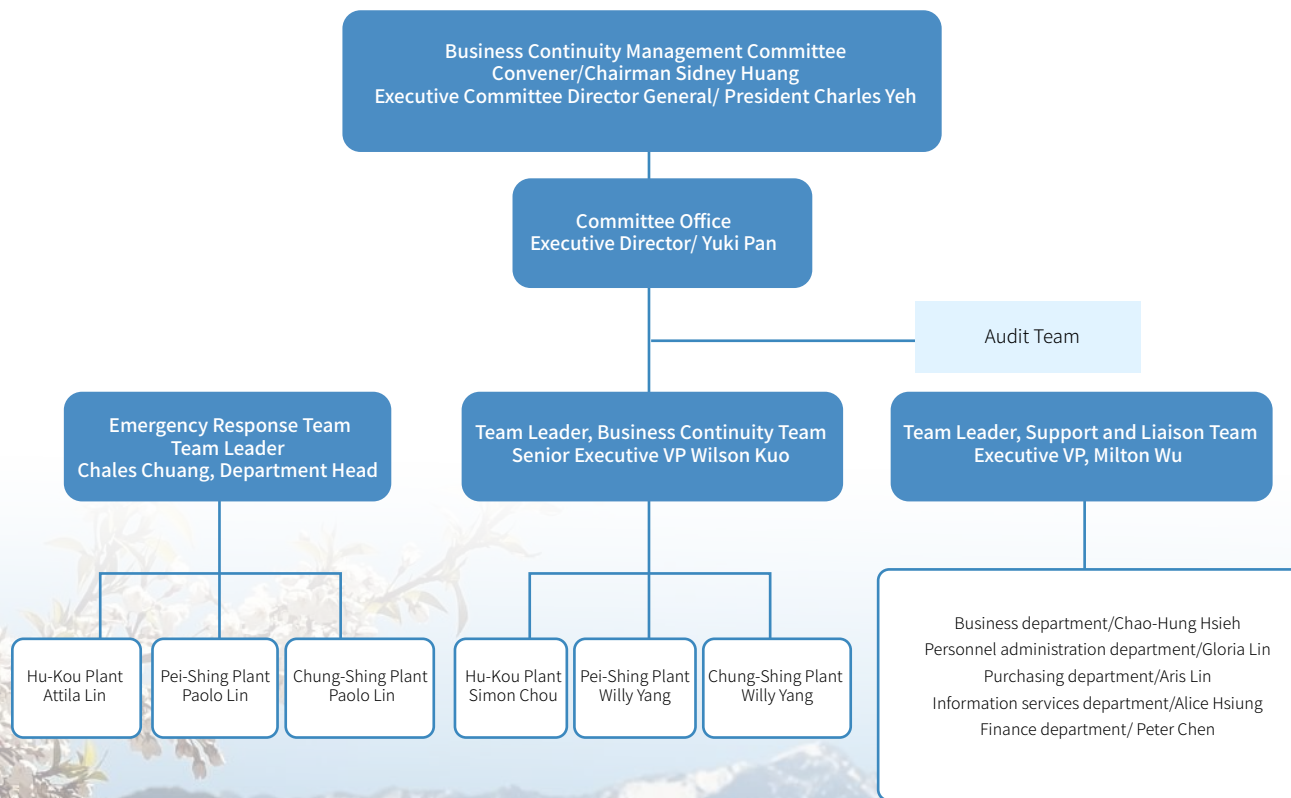 Business Continuity Management Committee
Convener/Chairman Sidney Huang
Executive Committee Director General/ President Charles Yeh
Committee Office
Executive Director/ Yuki Pan
Audit Team
Emergency Response Team
Team Leader
Chales Chuang, Department Head
Team Leader, Business Continuity Team
Senior Executive VP Wilson Kuo
Team Leader, Support and Liaison Team
Executive VP, Milton Wu
Hu-Kou Plant
Attila Lin
Pei-Shing Plant
Paolo Lin
Chung-Shing Plant
Paolo Lin
Hu-Kou Plant
Simon Chou
Pei-Shing Plant
Willy Yang
Chung-Shing Plant
Willy Yang
Business department/Chao-Hung Hsieh
Personnel administration department/Gloria Lin
Purchasing department/Aris Lin
Information services department/Alice Hsiung
Finance department/ Peter Chen